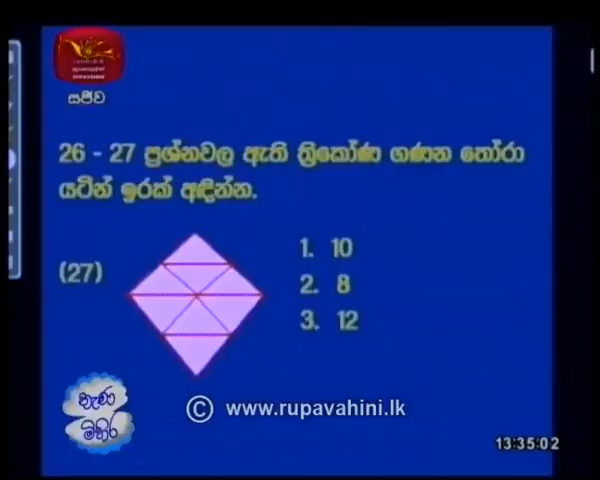 සජීව
26 - 27 ප්‍රශ්නවල ඇති ත්‍රිකෝණ ගණන තෝරා
යටින් ඉරක් අඳින්න.
(27)
1. 10
2. 8
3. 12
නැණ
මිහිර
© www.rupavahini.lk
13:35:02